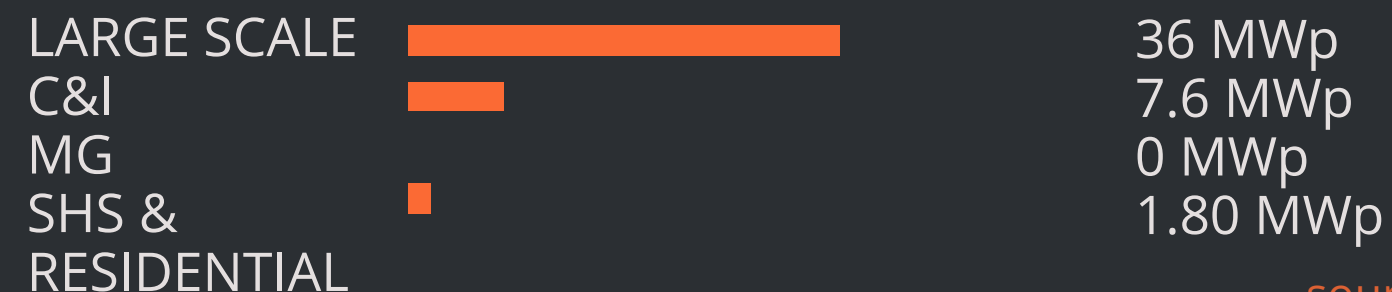 LARGE SCALE 36 MWp
C&I 7.6 MWp
MG 0 MWp
SHS & 1.80 MWp
RESIDENTIAL